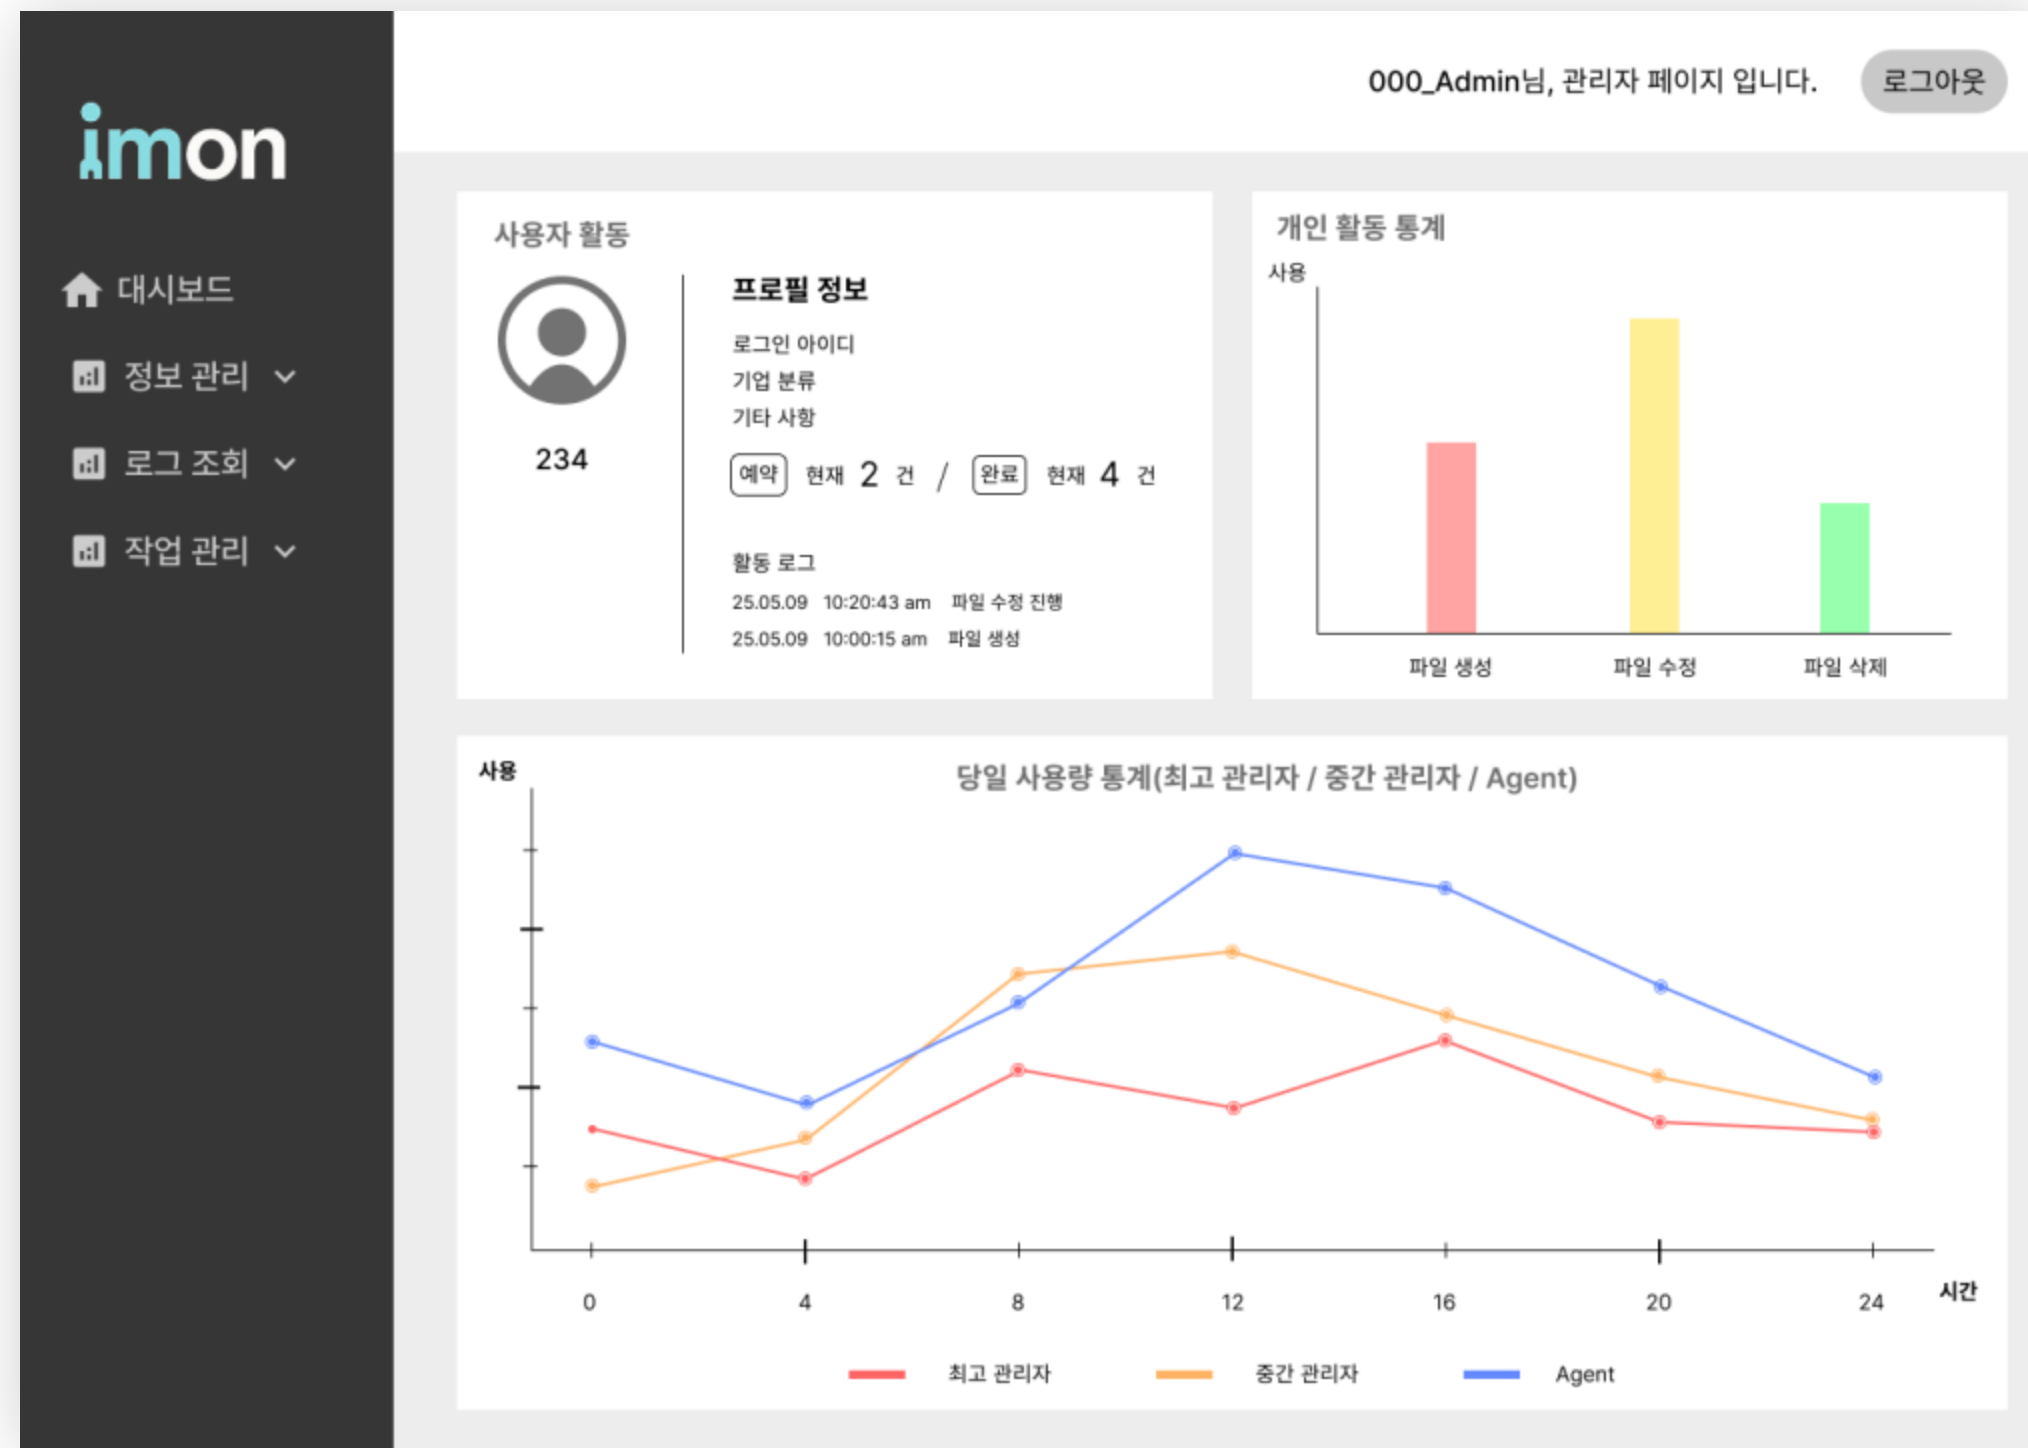 imon
000_Admin님, 관리자 페이지 입니다.
로그아웃
대시보드
정보 관리
로그 조회
작업 관리
사용자 활동
234
프로필 정보
로그인 아이디
기업 분류
기타 사항
예약 현재 2 건 / 완료 현재 4 건
활동 로그
25.05.09 10:20:43 am 파일 수정 진행
25.05.09 10:00:15 am 파일 생성
개인 활동 통계
사용
파일 생성 파일 수정 파일 삭제
당일 사용량 통계(최고 관리자 / 중간 관리자 / Agent)
사용
0 4 8 12 16 20 24
시간
최고 관리자 중간 관리자 Agent